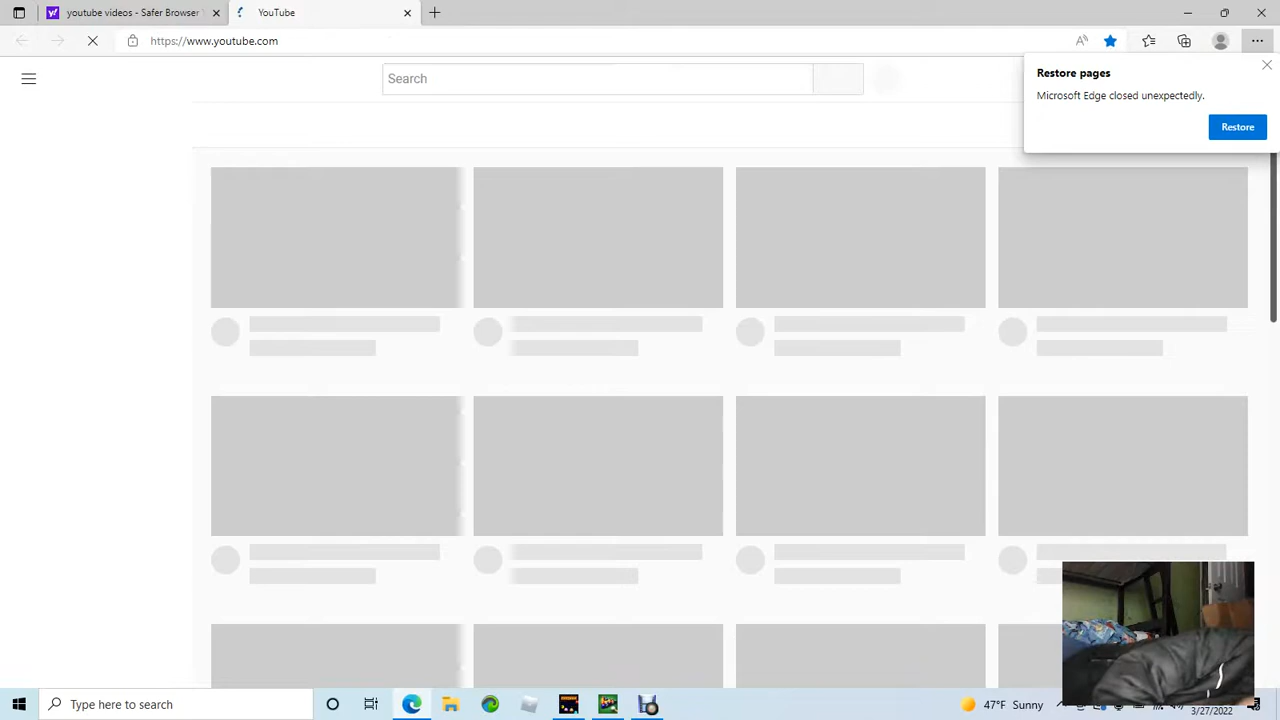 youtube videos - Safer Browser
YouTube
https://www.youtube.com
Search
Restore pages
Microsoft Edge closed unexpectedly.
Restore
Type here to search
47°F Sunny
3/27/2022